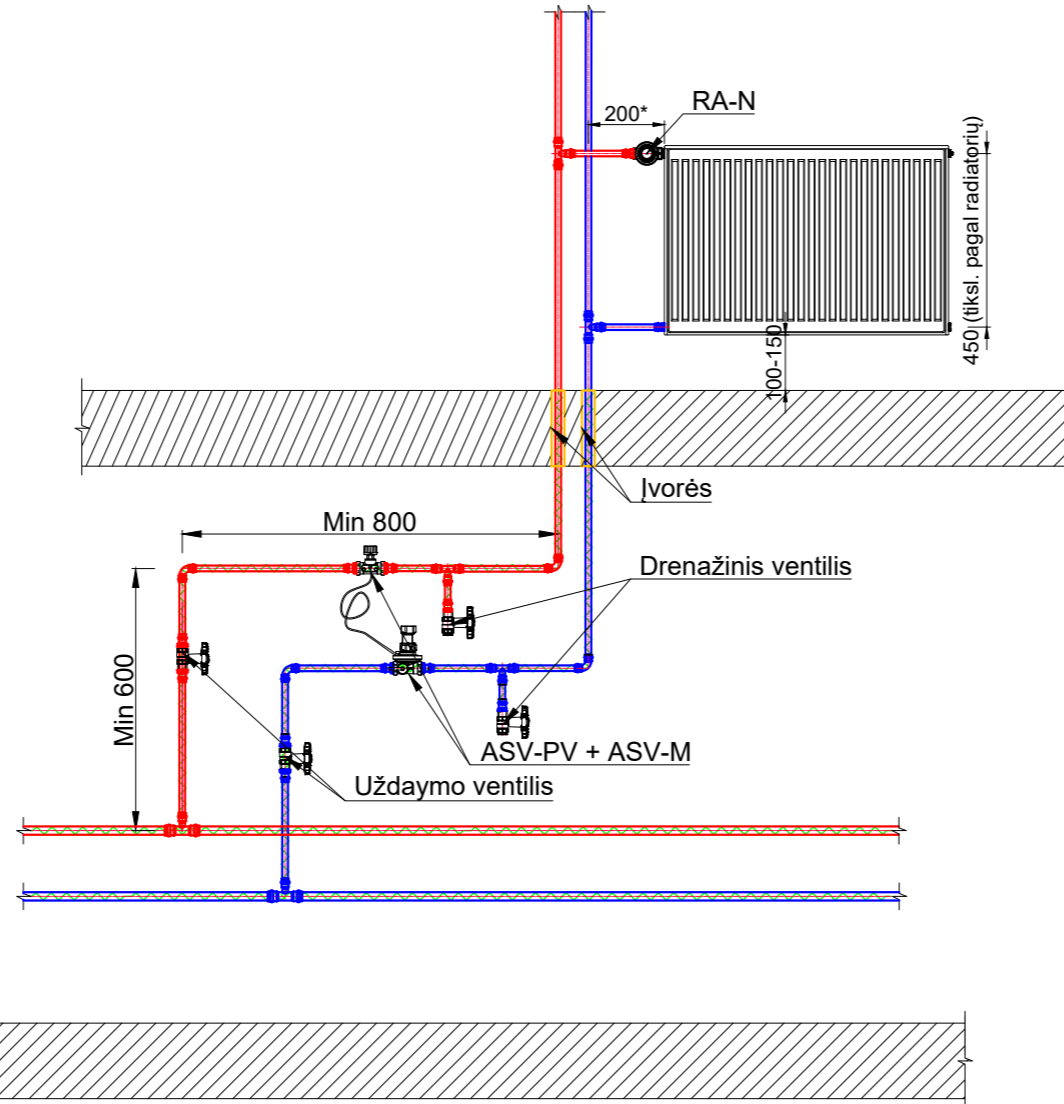 RA-N
200*
450 (tiksl. pagal radiatorių)
100-150
Įvorės
Min 800
Drenažinis ventilis
Min 600
ASV-PV + ASV-M
Uždaymo ventilis